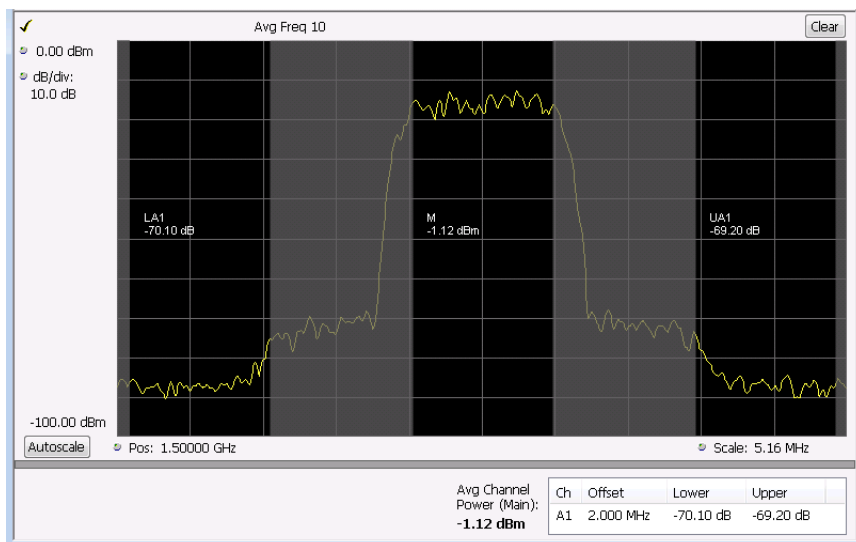 Avg Freq 10
Clear
0.00 dBm
dB/div:
10.0 dB
LA1
-70.10 dB
M
-1.12 dBm
UA1
-69.20 dB
-100.00 dBm
Autoscale
Pos: 1.50000 GHz
Scale: 5.16 MHz
Avg Channel
Power (Main):
-1.12 dBm
Ch Offset Lower Upper
A1 2.000 MHz -70.10 dB -69.20 dB